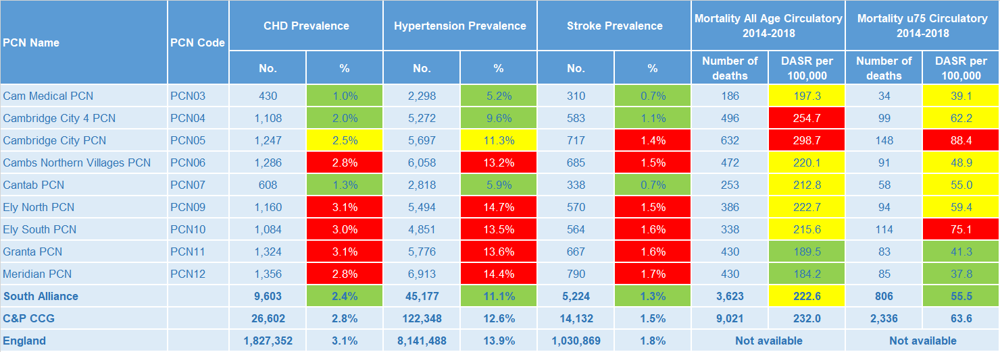 PCN Name PCN Code CHD Prevalence Hypertension Prevalence Stroke Prevalence Mortality All Age Circulatory 2014-2018 Mortality u75 Circulatory 2014-2018
No. % No. % No. % Number of deaths DASR per 100,000 Number of deaths DASR per 100,000
Cam Medical PCN PCN03 430 1.0% 2,298 5.2% 310 0.7% 186 197.3 34 39.1
Cambridge City 4 PCN PCN04 1,108 2.0% 5,272 9.6% 583 1.1% 496 254.7 99 62.2
Cambridge City PCN PCN05 1,247 2.5% 5,697 11.3% 717 1.4% 632 298.7 148 88.4
Cambs Northern Villages PCN PCN06 1,286 2.8% 6,058 13.2% 685 1.5% 472 220.1 91 48.9
Cantab PCN PCN07 608 1.3% 2,818 5.9% 338 0.7% 253 212.8 58 55.0
Ely North PCN PCN09 1,160 3.1% 5,494 14.7% 570 1.5% 386 222.7 94 59.4
Ely South PCN PCN10 1,084 3.0% 4,851 13.5% 564 1.6% 338 215.6 114 75.1
Granta PCN PCN11 1,324 3.1% 5,776 13.6% 667 1.6% 430 189.5 83 41.3
Meridian PCN PCN12 1,356 2.8% 6,913 14.4% 790 1.7% 430 184.2 85 37.8
South Alliance 9,603 2.4% 45,177 11.1% 5,224 1.3% 3,623 222.6 806 55.5
C&P CCG 26,602 2.8% 122,348 12.6% 14,132 1.5% 9,021 232.0 2,336 63.6
England 1,827,352 3.1% 8,141,488 13.9% 1,030,869 1.8% Not available Not available